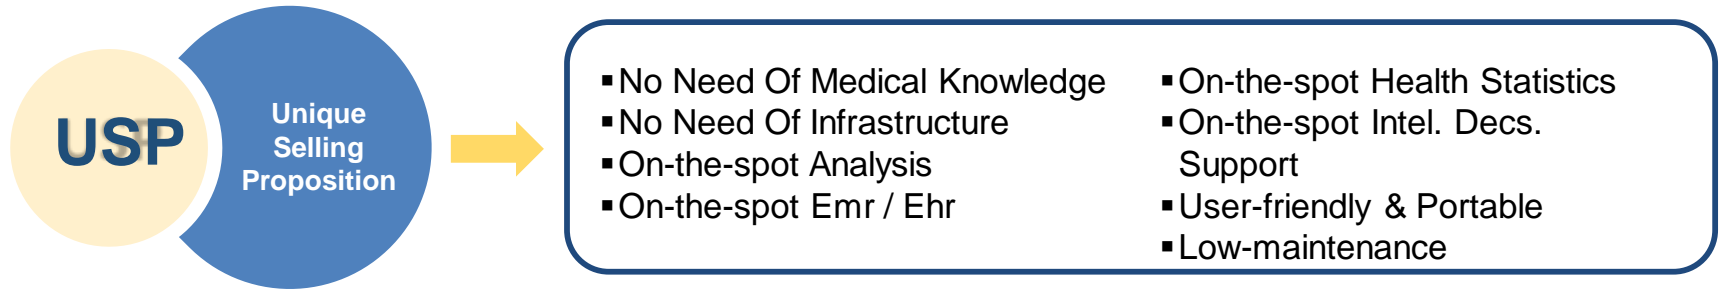 USP
Unique
Selling
Proposition
▪No Need Of Medical Knowledge
▪No Need Of Infrastructure
▪On-the-spot Analysis
▪On-the-spot Emr / Ehr
▪On-the-spot Health Statistics
▪On-the-spot Intel. Decs.
Support
▪User-friendly & Portable
▪Low-maintenance